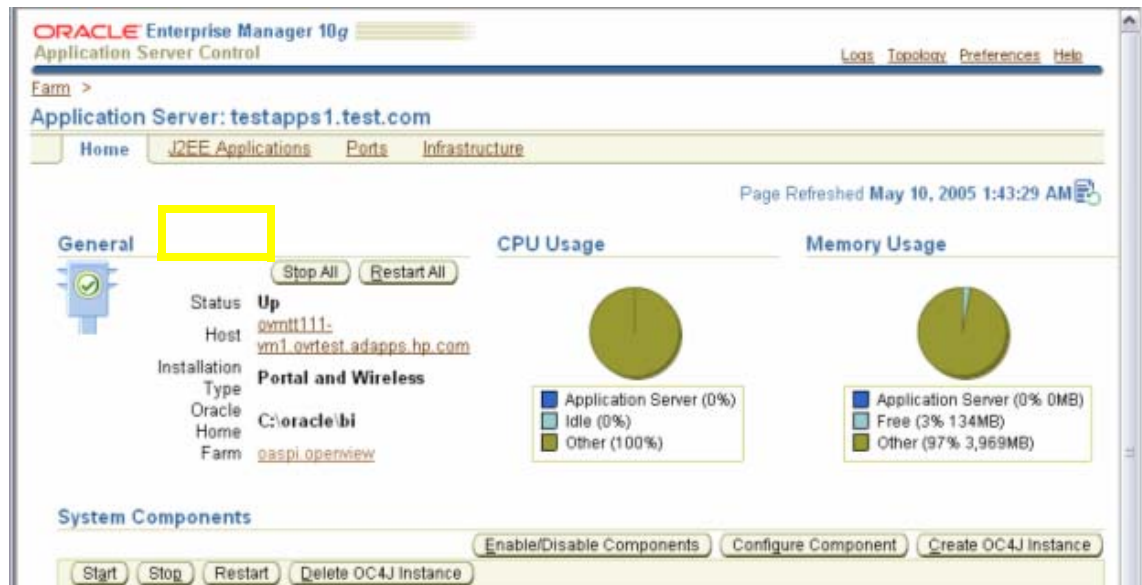 ORACLE Enterprise Manager 10g
Application Server Control
Logs Topology Preferences Help
Farm >
Application Server: testapps1.test.com
Home J2EE Applications Ports Infrastructure
Page Refreshed May 10, 2005 1:43:29 AM
General
Stop All Restart All
Status Up
Host ovrntt111-
vm1.ovrtest.adapps.hp.com
Installation
Type Portal and Wireless
Oracle
Home C:\oracle\bi
Farm oaspi.openview
CPU Usage
Application Server (0%)
Idle (0%)
Other (100%)
Memory Usage
Application Server (0% 0MB)
Free (3% 134MB)
Other (97% 3,969MB)
System Components
Enable/Disable Components Configure Component Create OC4J Instance
Start Stop Restart Delete OC4J Instance